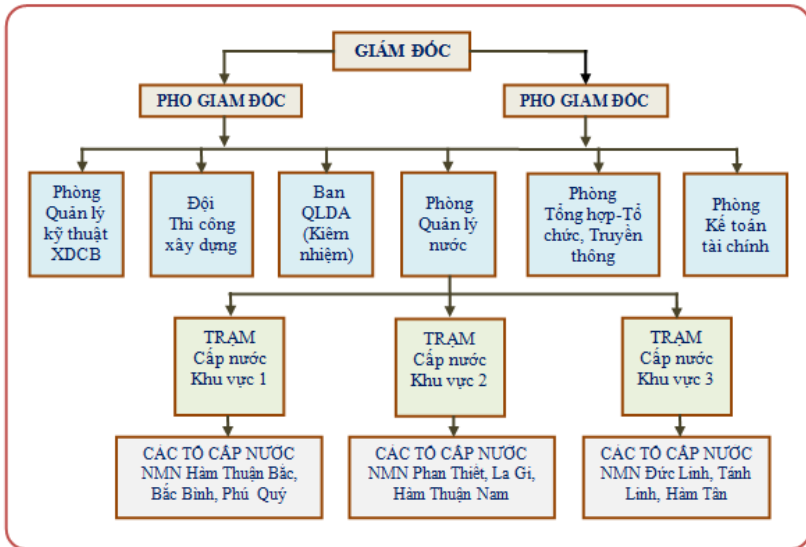 GIÁM ĐỐC
PHO GIAM ĐỐC
PHO GIAM ĐỐC
Phòng
Quản lý
kỹ thuật
XDCB
Đội
Thi công
xây dựng
Ban
QLDA
(Kiêm
nhiệm)
Phòng
Quản lý
nước
Phòng
Tổng hợp-Tổ
chức, Truyền
thông
Phòng
Kế toán
tài chính
TRẠM
Cấp nước
Khu vực 1
TRẠM
Cấp nước
Khu vực 2
TRẠM
Cấp nước
Khu vực 3
CÁC TỔ CẤP NƯỚC
NMN Hàm Thuận Bắc,
Bắc Bình, Phú Quý
CÁC TỔ CẤP NƯỚC
NMN Phan Thiết, La Gi,
Hàm Thuận Nam
CÁC TỔ CẤP NƯỚC
NMN Đức Linh, Tánh
Linh, Hàm Tân